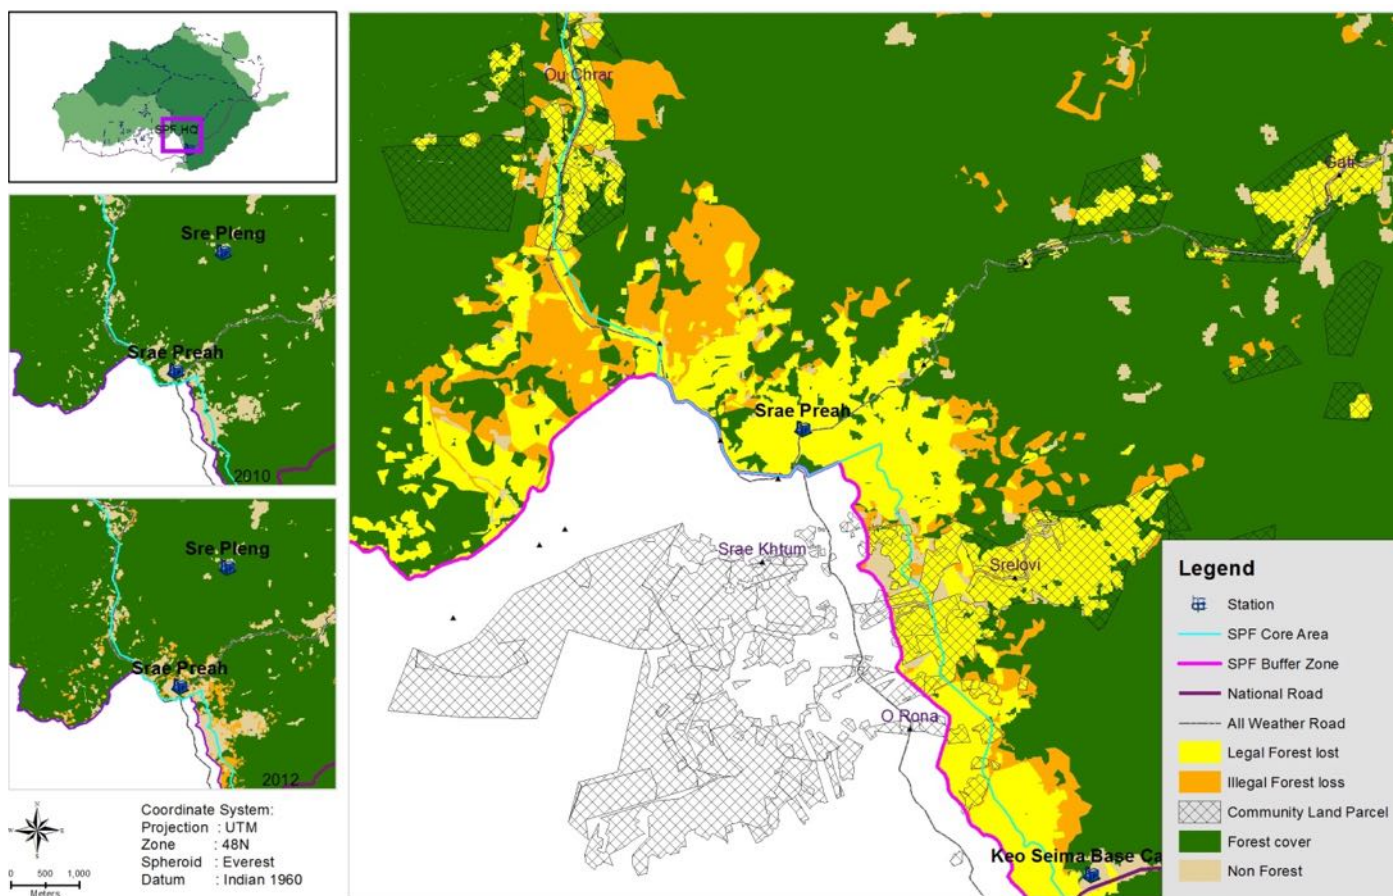 SPF HQ
Sre Pleng
Srae Preah
2010
Sre Pleng
Srae Preah
2012
N
W
E
S
0 500 1,000
Meters
Coordinate System:
Projection : UTM
Zone : 48N
Spheroid : Everest
Datum : Indian 1960
Ou Chrar
Gati
Srae Preah
Srae Khtum
Srelovi
O Rona
Keo Seima Base Ca
Legend
Station
SPF Core Area
SPF Buffer Zone
National Road
All Weather Road
Legal Forest lost
Illegal Forest loss
Community Land Parcel
Forest cover
Non Forest